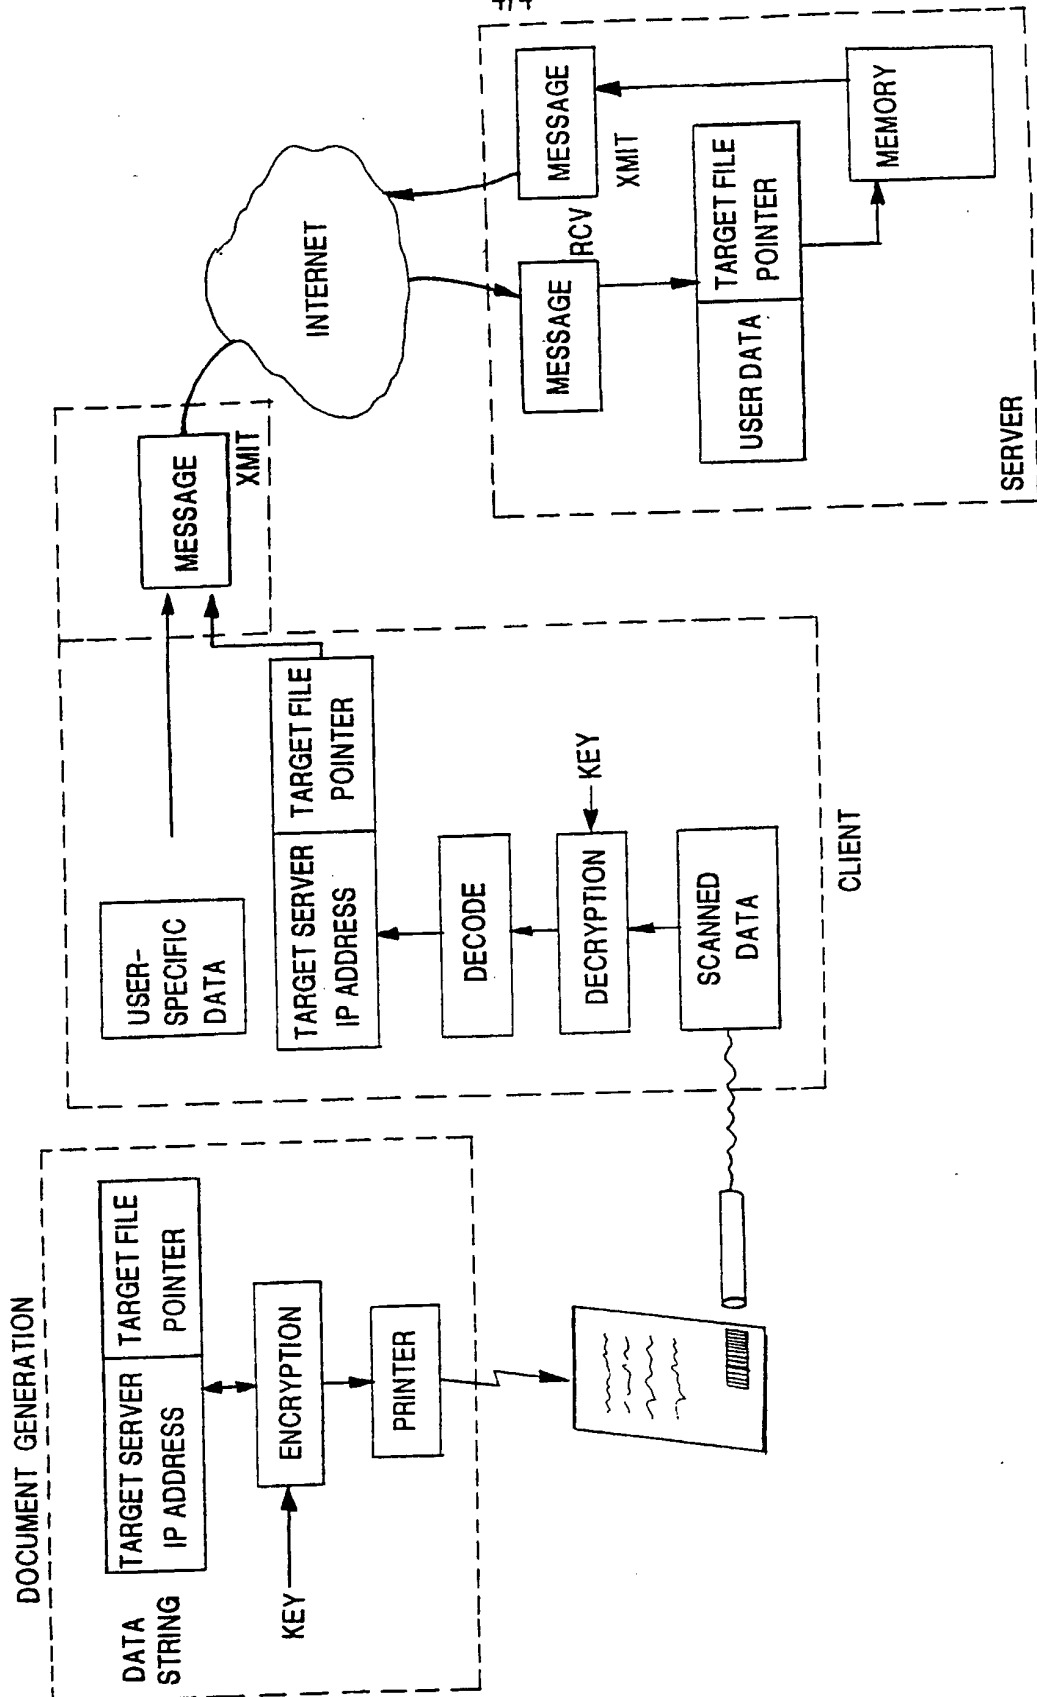 4/4
DOCUMENT GENERATION
DATA
STRING
TARGET SERVER
IP ADDRESS
TARGET FILE
POINTER
KEY
ENCRYPTION
PRINTER
USER-
SPECIFIC
DATA
TARGET SERVER
IP ADDRESS
TARGET FILE
POINTER
DECODE
DECRYPTION
KEY
SCANNED
DATA
CLIENT
MESSAGE
XMIT
INTERNET
MESSAGE
RCV
MESSAGE
XMIT
USER DATA
TARGET FILE
POINTER
MEMORY
SERVER